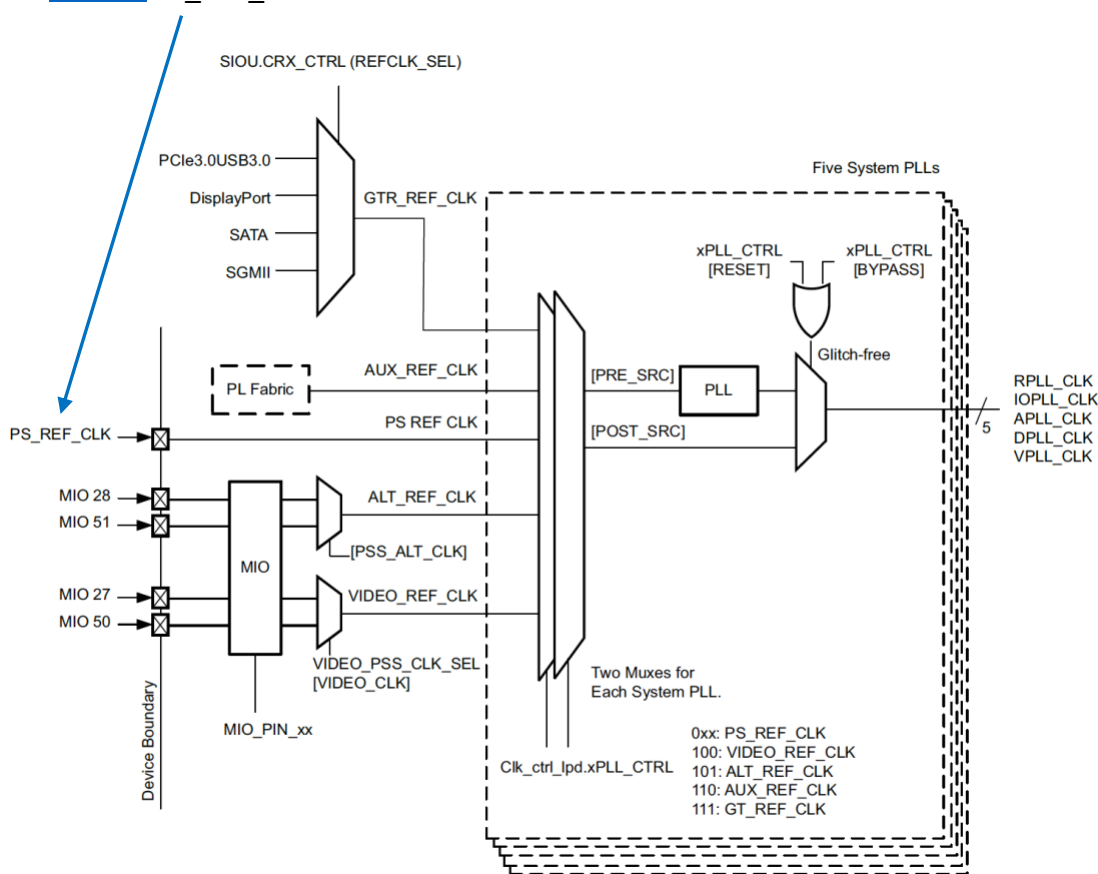 SIOU.CRX_CTRL (REFCLK_SEL)
PCIe3.0USB3.0
DisplayPort
SATA
SGMII
GTR_REF_CLK
Five System PLLs
xPLL_CTRL
[RESET]
xPLL_CTRL
[BYPASS]
Glitch-free
PL Fabric
AUX_REF_CLK
[PRE_SRC]
PLL
PS_REF_CLK
PS REF CLK
[POST_SRC]
5
RPLL_CLK
IOPLL_CLK
APLL_CLK
DPLL_CLK
VPLL_CLK
MIO 28
MIO 51
ALT_REF_CLK
[PSS_ALT_CLK]
MIO
MIO 27
MIO 50
VIDEO_REF_CLK
VIDEO_PSS_CLK_SEL
[VIDEO_CLK]
MIO_PIN_xx
Device Boundary
Two Muxes for
Each System PLL.
Clk_ctrl_lpd.xPLL_CTRL
0xx: PS_REF_CLK
100: VIDEO_REF_CLK
101: ALT_REF_CLK
110: AUX_REF_CLK
111: GT_REF_CLK